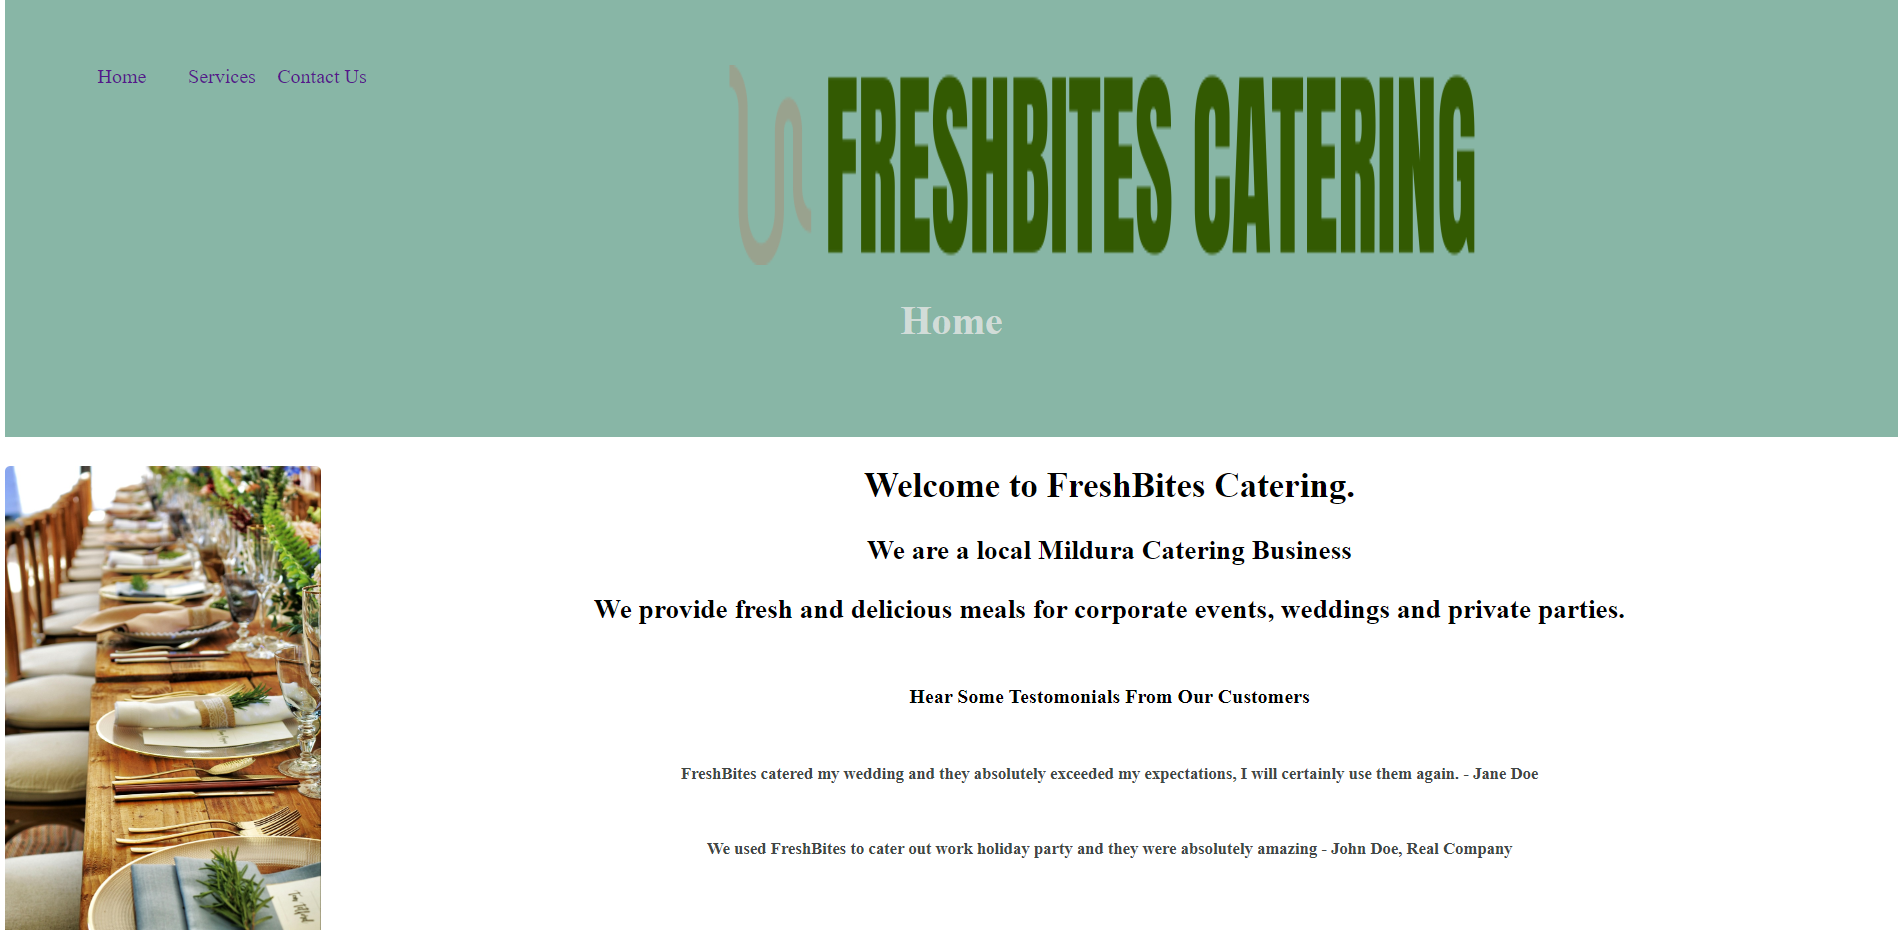 Home Services Contact Us
FRESHBITES CATERING
Home
Welcome to FreshBites Catering.
We are a local Mildura Catering Business
We provide fresh and delicious meals for corporate events, weddings and private parties.
Hear Some Testomonials From Our Customers
FreshBites catered my wedding and they absolutely exceeded my expectations, I will certainly use them again. - Jane Doe
We used FreshBites to cater out work holiday party and they were absolutely amazing - John Doe, Real Company